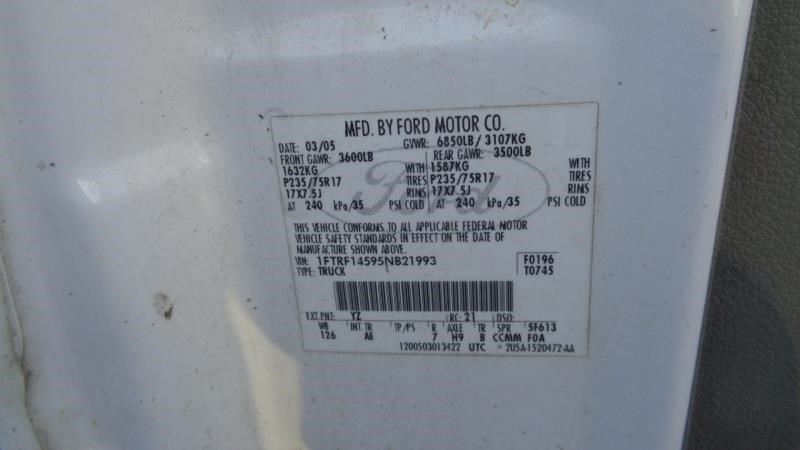 MFD. BY FORD MOTOR CO.
DATE: 03/05 GVWR: 6850LB/ 3107KG
FRONT GAWR: 3600LB REAR GAWR: 3500LB
1632KG WITH 1587KG WITH
P235/75R17 TIRES P235/75R17 TIRES
17X7.5J RIMS 17X7.5J RIMS
AT 240 kPa/35 PSI COLD AT 240 kPa/35 PSI COLD
Ford
THIS VEHICLE CONFORMS TO ALL APPLICABLE FEDERAL MOTOR
VEHICLE SAFETY STANDARDS IN EFFECT ON THE DATE OF
MANUFACTURE SHOWN ABOVE.
VIN: 1FTRF14595NB21993 F0196
TYPE: TRUCK T0745
EXT PNT: YZ RC: 21 DSO:
WB INT TR TP/PS R AXLE TR SPR 5F613
126 AE 7 H9 B CCMM F0A
1200503013422 UTC 2U5A-1520472-AA